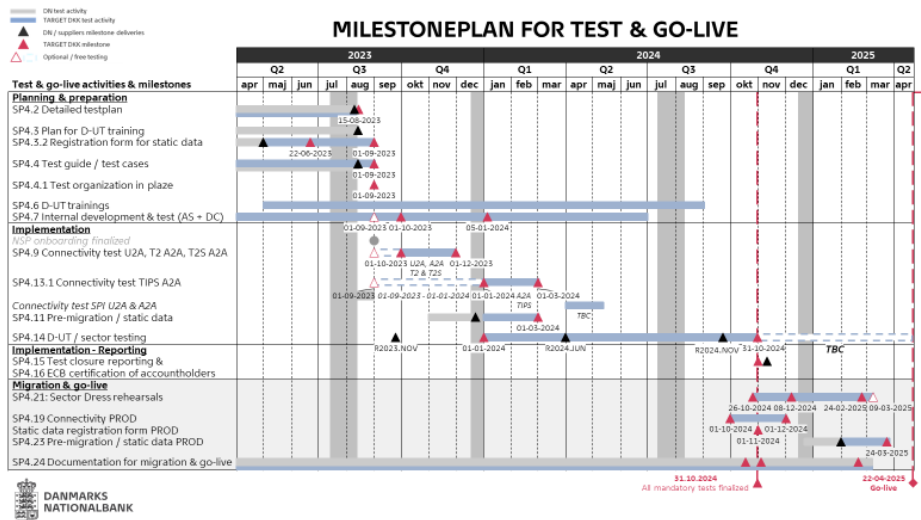 MILESTONEPLAN FOR TEST & GO-LIVE
DN test activity
TARGET DKK test activity
DN / suppliers milestone deliveries
TARGET DKK milestone
Optional / free testing
2023 2024 2025
Q2 Q3 Q4 Q1 Q2 Q3 Q4 Q1 Q2
Test & go-live activities & milestones apr maj jun jul aug sep okt nov dec jan feb mar apr maj jun jul aug sep okt nov dec jan feb mar apr
Planning & preparation
SP4.2 Detailed testplan
15-08-2023
SP4.3 Plan for D-UT training
SP4.3.2 Registration form for static data
22-06-2023 01-09-2023
SP4.4 Test guide / test cases
01-09-2023
SP4.4.1 Test organization in plaze
01-09-2023
SP4.6 D-UT trainings
SP4.7 Internal development & test (AS + DC)
01-09-2023 01-10-2023 05-01-2024
Implementation
NSP onboarding finalized
SP4.9 Connectivity test U2A, T2 A2A, T2S A2A
01-10-2023 U2A, A2A 01-12-2023
T2 & T2S
SP4.13.1 Connectivity test TIPS A2A
01-09-2023 01-09-2023 - 01-01-2024 01-01-2024 A2A 01-03-2024
TIPS
Connectivity test SPI U2A & A2A
TBC
SP4.11 Pre-migration / static data
01-03-2024
SP4.14 D-UT / sector testing
R2023.NOV 01-01-2024 R2024.JUN R2024.NOV 31-10-2024 TBC
Implementation - Reporting
SP4.15 Test closure reporting &
SP4.16 ECB certification of accountholders
Migration & go-live
SP4.21: Sector Dress rehearsals
26-10-2024 08-12-2024 24-02-2025 09-03-2025
SP4.19 Connectivity PROD
01-10-2024 01-12-2024
Static data registration form PROD
01-11-2024
SP4.23 Pre-migration / static data PROD
24-03-2025
SP4.24 Documentation for migration & go-live
31.10.2024
All mandatory tests finalized
22-04-2025
Go-live
DANMARKS
NATIONALBANK